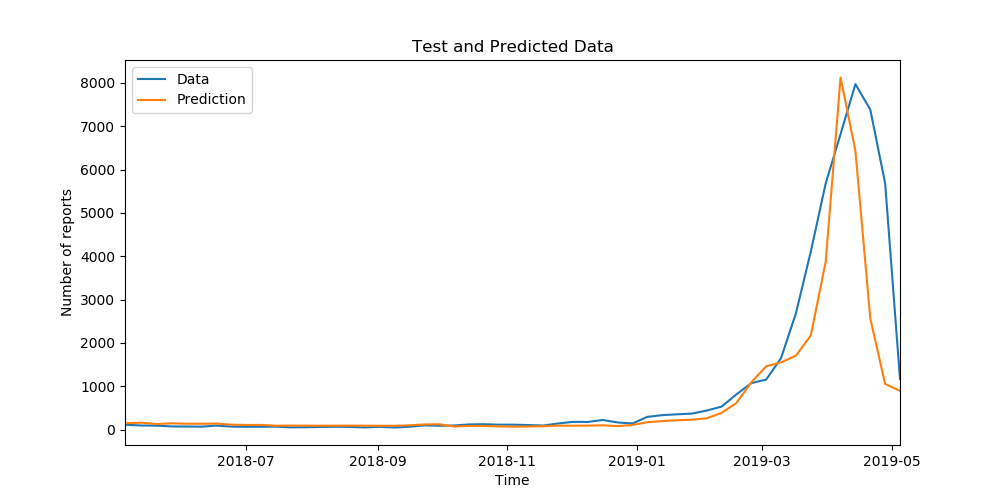 Test and Predicted Data
Data
Prediction
8000
7000
6000
5000
4000
3000
2000
1000
0
Number of reports
2018-07 2018-09 2018-11 2019-01 2019-03 2019-05
Time